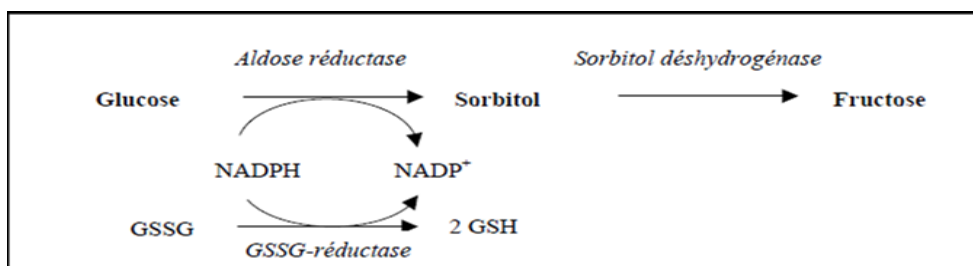 Aldose réductase Sorbitol déshydrogénase
Glucose Sorbitol Fructose
NADPH NADP+
GSSG 2 GSH
GSSG-réductase